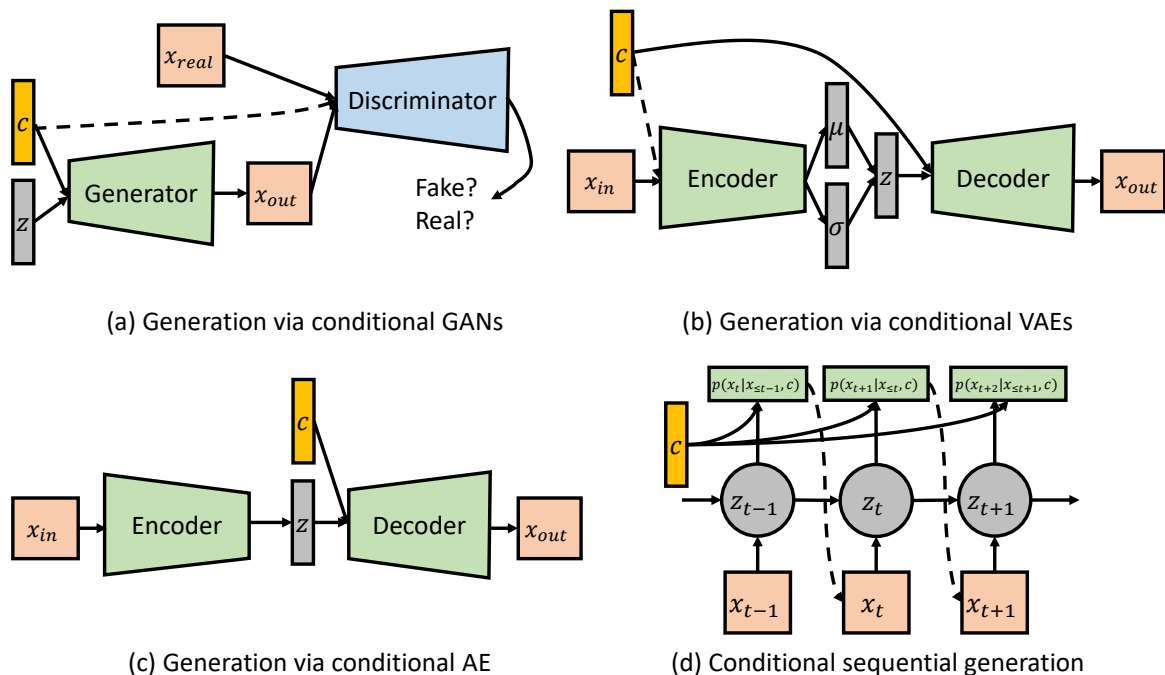 x_real
c
Discriminator
Generator
x_out
z
Fake?
Real?
(a) Generation via conditional GANs
c
μ
x_in
Encoder
z
Decoder
x_out
σ
(b) Generation via conditional VAEs
c
x_in
Encoder
z
Decoder
x_out
(c) Generation via conditional AE
p(x_t|x_≤t−1, c)
p(x_t+1|x_≤t, c)
p(x_t+2|x_≤t+1, c)
c
z_t−1
z_t
z_t+1
x_t−1
x_t
x_t+1
(d) Conditional sequential generation